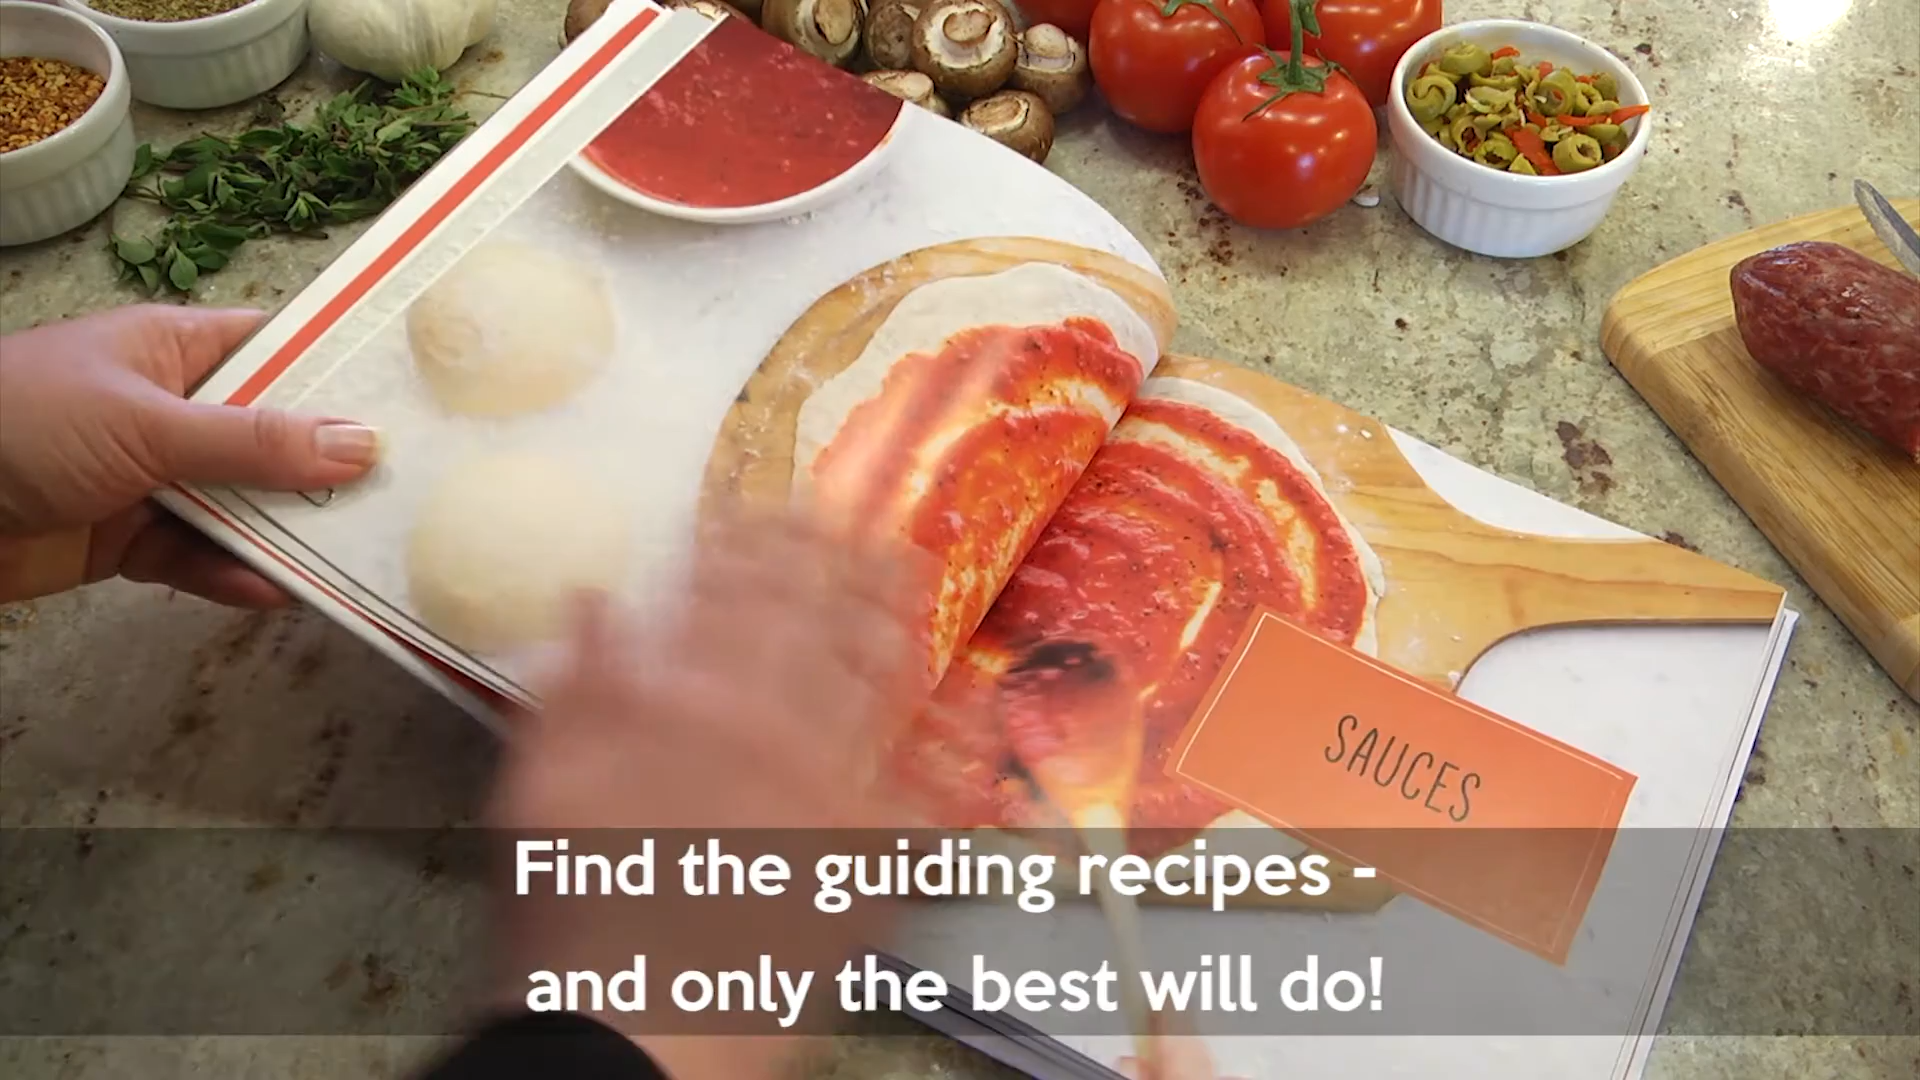 SAUCES
Find the guiding recipes -
and only the best will do!